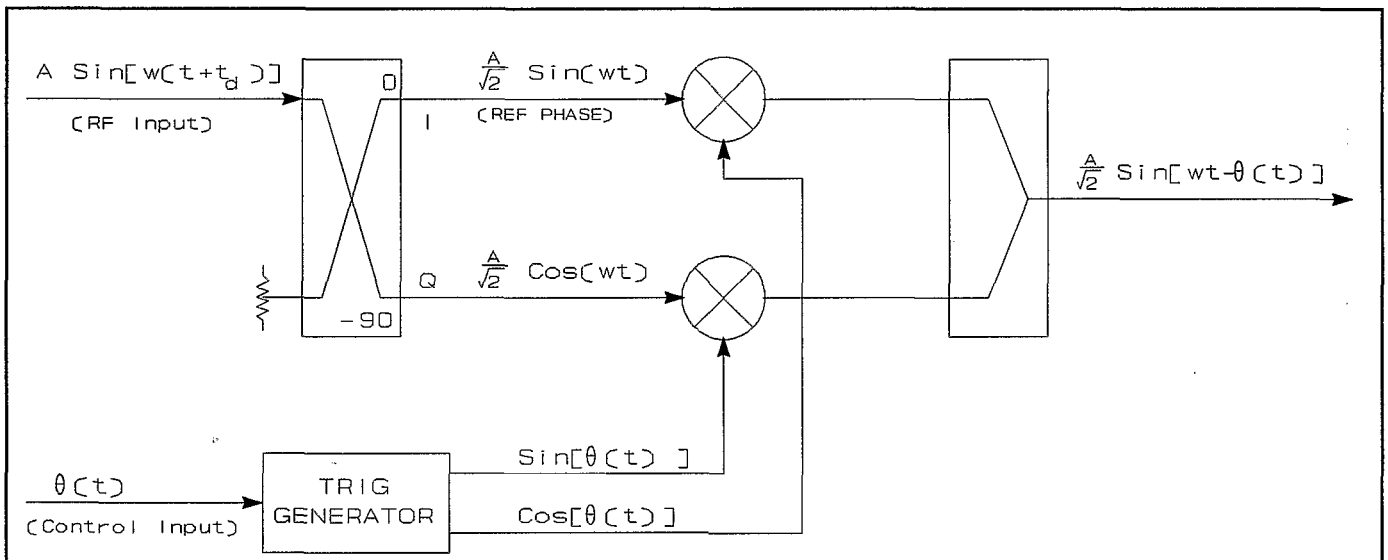 A Sin[w(t+t_d)]
(RF Input)
0
I
A/√2 Sin(wt)
(REF PHASE)
A/√2 Sin[wt-θ(t)]
Q
A/√2 Cos(wt)
-90
θ(t)
(Control Input)
TRIG
GENERATOR
Sin[θ(t) ]
Cos[θ(t)]